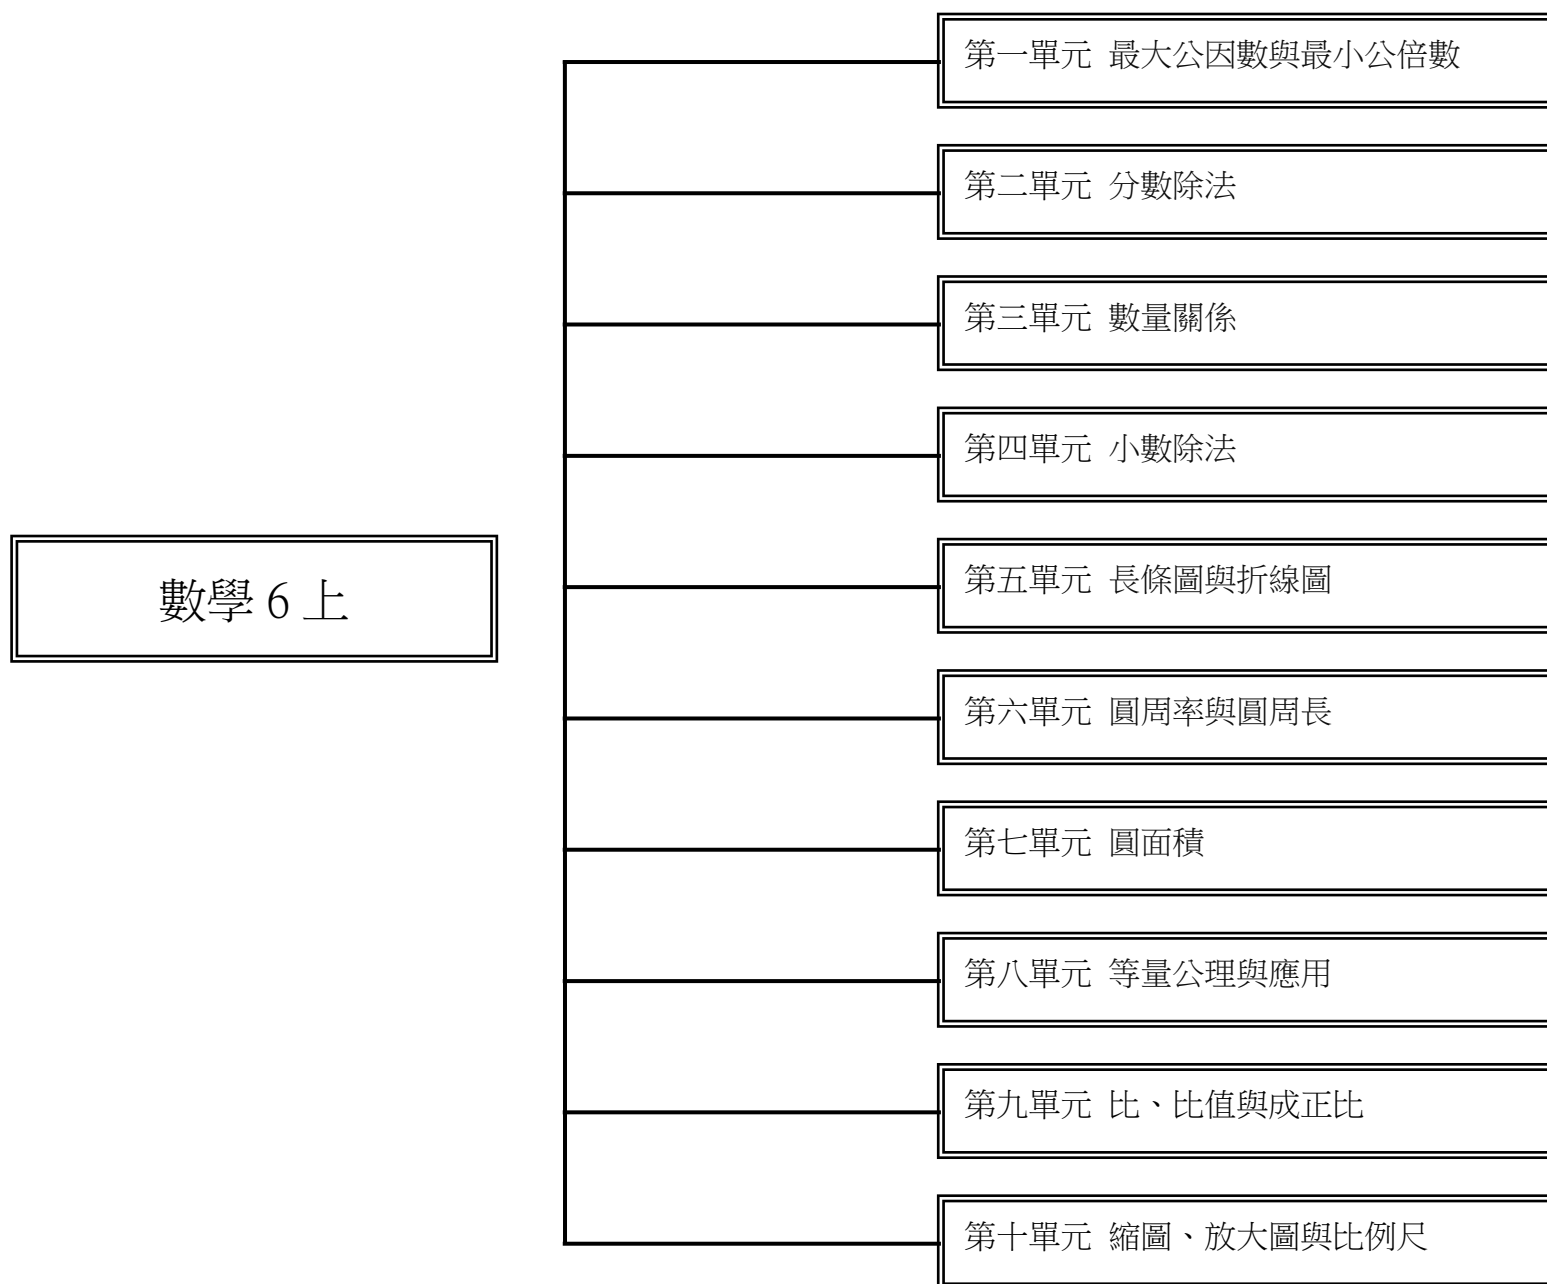 數學 6 上
第一單元 最大公因數與最小公倍數
第二單元 分數除法
第三單元 數量關係
第四單元 小數除法
第五單元 長條圖與折線圖
第六單元 圓周率與圓周長
第七單元 圓面積
第八單元 等量公理與應用
第九單元 比、比值與成正比
第十單元 縮圖、放大圖與比例尺